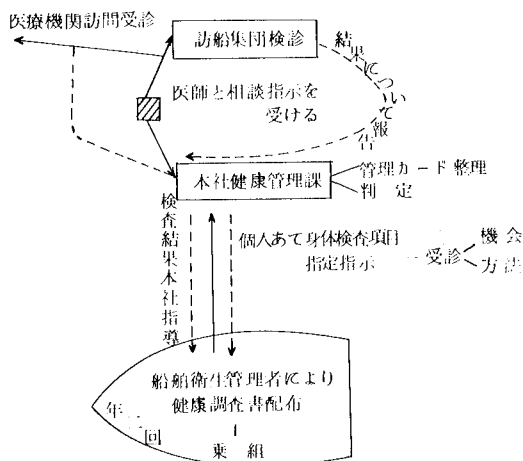 医療機関訪問受診
訪船集団検診
結果について報告
医師と相談指示を
受ける
本社健康管理課
管理カード整理
判定
検査結果本社指導
個人あて身体検査項目
指定指示
受診
機会
方法
船舶衛生管理者により
健康調査書配布
年二回
乗組